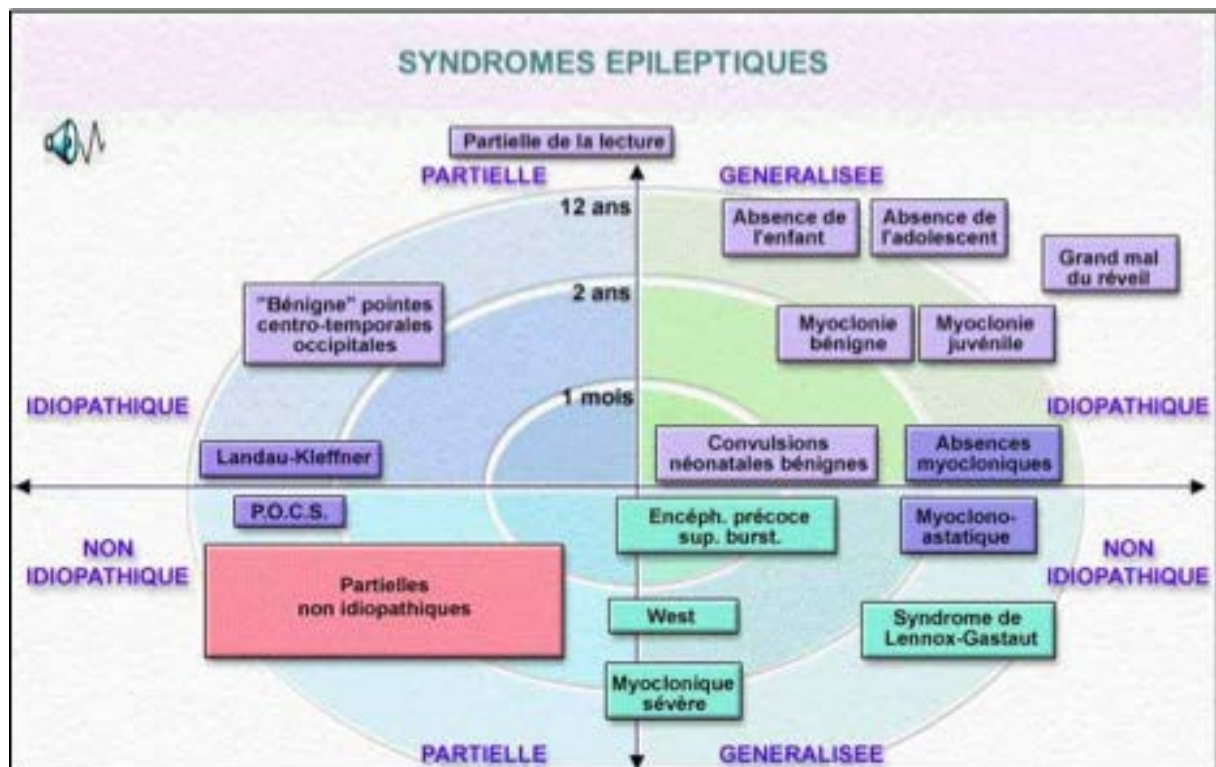 SYNDROMES EPILEPTIQUES
Partielle de la lecture
PARTIELLE
GENERALISEE
12 ans
Absence de
l'enfant
Absence de
l'adolescent
Grand mal
du réveil
2 ans
"Bénigne" pointes
centro-temporales
occipitales
Myoclonie
bénigne
Myoclonie
juvénile
1 mois
IDIOPATHIQUE
IDIOPATHIQUE
Landau-Kleffner
Convulsions
néonatales bénignes
Absences
myocloniques
P.O.C.S.
Encéph. précoce
sup. burst.
Myoclono-
astatique
NON
IDIOPATHIQUE
NON
IDIOPATHIQUE
Partielles
non idiopathiques
West
Syndrome de
Lennox-Gastaut
Myoclonique
sévère
PARTIELLE
GENERALISEE